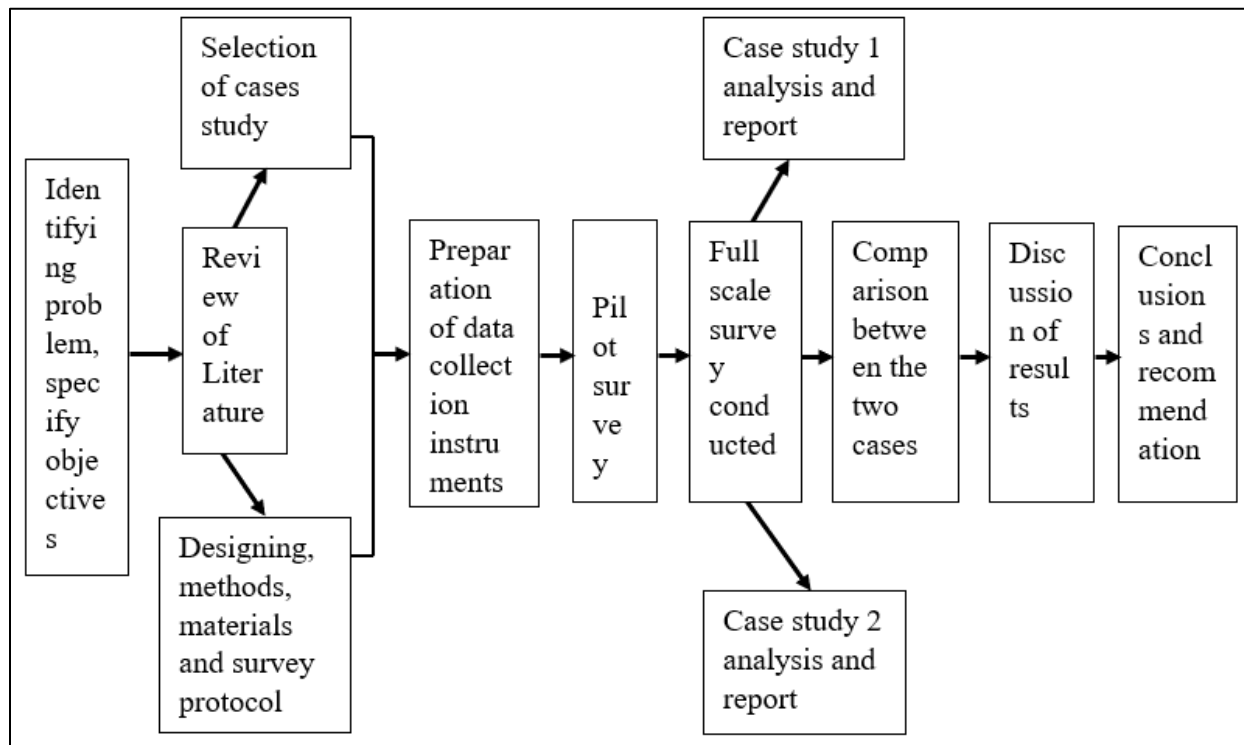 Iden
tifyi
ng
prob
lem,
spec
ify
obje
ctive
s
Revi
ew
of
Liter
ature
Selection
of cases
study
Designing,
methods,
materials
and survey
protocol
Prepar
ation
of data
collect
ion
instru
ments
Pil
ot
sur
ve
y
Full
scale
surve
y
cond
ucted
Case study 1
analysis and
report
Case study 2
analysis and
report
Comp
arison
betwe
en the
two
cases
Disc
ussio
n of
resul
ts
Concl
usion
s and
recom
mend
ation